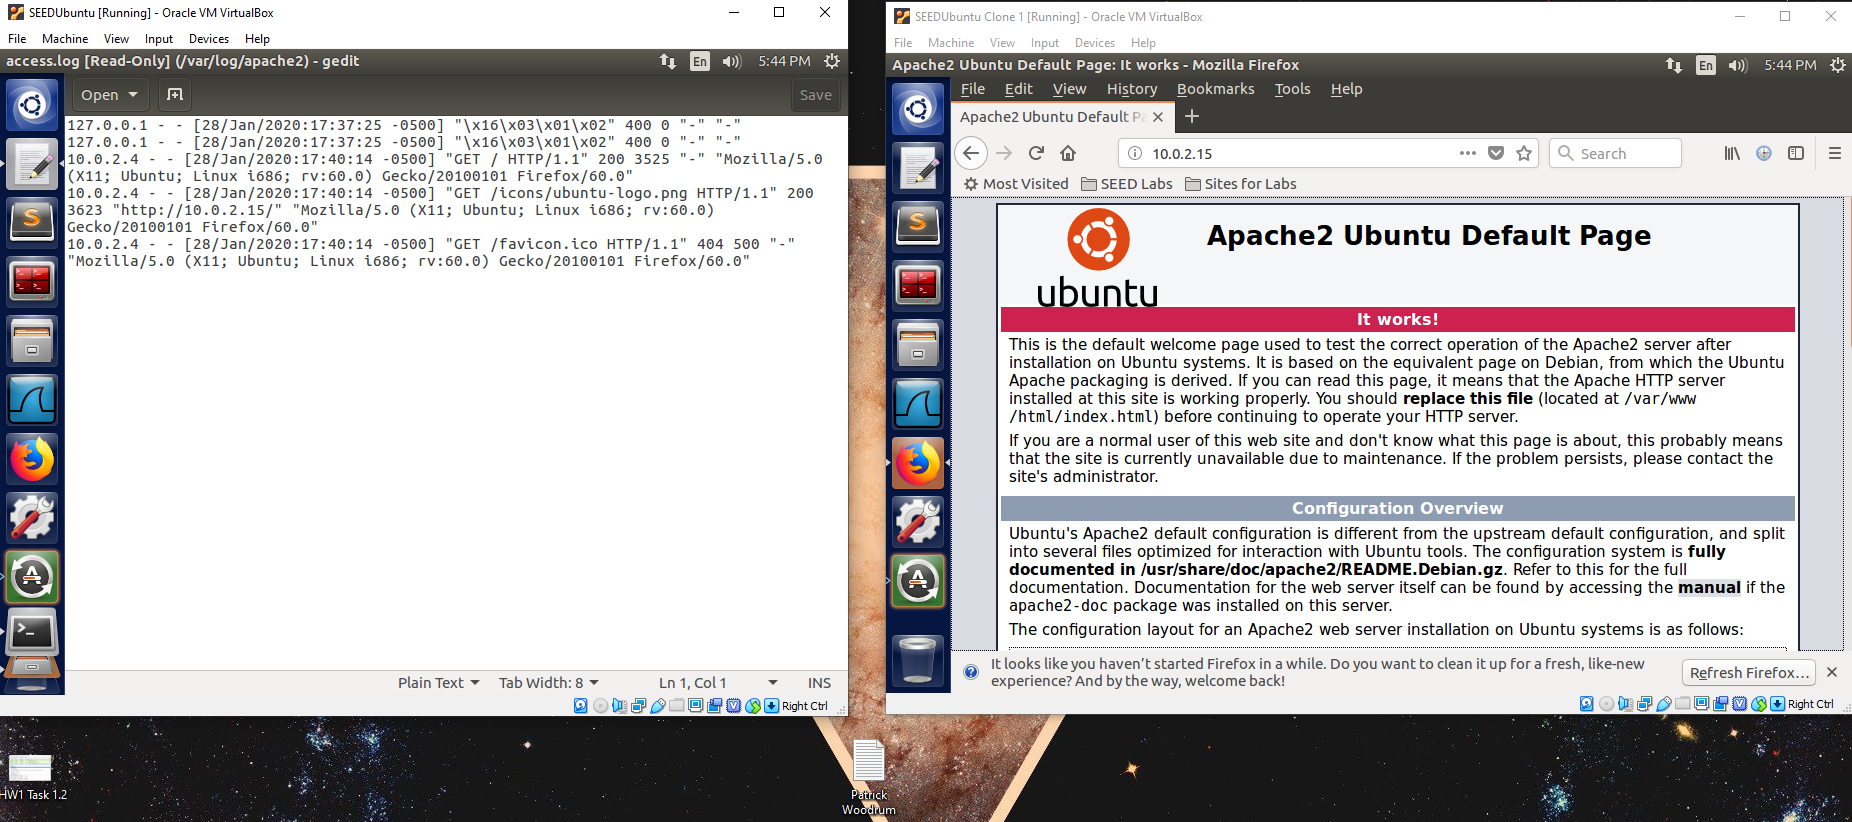 SEEDUbuntu [Running] - Oracle VM VirtualBox
File Machine View Input Devices Help
access.log [Read-Only] (/var/log/apache2) - gedit
En
5:44 PM
Open
Save
127.0.0.1 - - [28/Jan/2020:17:37:25 -0500] "\x16\x03\x01\x02" 400 0 "-" "-"
127.0.0.1 - - [28/Jan/2020:17:37:25 -0500] "\x16\x03\x01\x02" 400 0 "-" "-"
10.0.2.4 - - [28/Jan/2020:17:40:14 -0500] "GET / HTTP/1.1" 200 3525 "-" "Mozilla/5.0
(X11; Ubuntu; Linux i686; rv:60.0) Gecko/20100101 Firefox/60.0"
10.0.2.4 - - [28/Jan/2020:17:40:14 -0500] "GET /icons/ubuntu-logo.png HTTP/1.1" 200
3623 "http://10.0.2.15/" "Mozilla/5.0 (X11; Ubuntu; Linux i686; rv:60.0)
Gecko/20100101 Firefox/60.0"
10.0.2.4 - - [28/Jan/2020:17:40:14 -0500] "GET /favicon.ico HTTP/1.1" 404 500 "-"
"Mozilla/5.0 (X11; Ubuntu; Linux i686; rv:60.0) Gecko/20100101 Firefox/60.0"
Plain Text Tab Width: 8 Ln 1, Col 1 INS
Right Ctrl
SEEDUbuntu Clone 1 [Running] - Oracle VM VirtualBox
File Machine View Input Devices Help
Apache2 Ubuntu Default Page: It works - Mozilla Firefox
En
5:44 PM
File Edit View History Bookmarks Tools Help
Apache2 Ubuntu Default P
10.0.2.15
Search
Most Visited SEED Labs Sites for Labs
ubuntu
Apache2 Ubuntu Default Page
It works!
This is the default welcome page used to test the correct operation of the Apache2 server after
installation on Ubuntu systems. It is based on the equivalent page on Debian, from which the Ubuntu
Apache packaging is derived. If you can read this page, it means that the Apache HTTP server
installed at this site is working properly. You should replace this file (located at /var/www
/html/index.html) before continuing to operate your HTTP server.
If you are a normal user of this web site and don't know what this page is about, this probably means
that the site is currently unavailable due to maintenance. If the problem persists, please contact the
site's administrator.
Configuration Overview
Ubuntu's Apache2 default configuration is different from the upstream default configuration, and split
into several files optimized for interaction with Ubuntu tools. The configuration system is fully
documented in /usr/share/doc/apache2/README.Debian.gz. Refer to this for the full
documentation. Documentation for the web server itself can be found by accessing the manual if the
apache2-doc package was installed on this server.
The configuration layout for an Apache2 web server installation on Ubuntu systems is as follows:
It looks like you haven't started Firefox in a while. Do you want to clean it up for a fresh, like-new
experience? And by the way, welcome back!
Refresh Firefox...
Right Ctrl
HW1 Task 1.2
Patrick
Woodrum